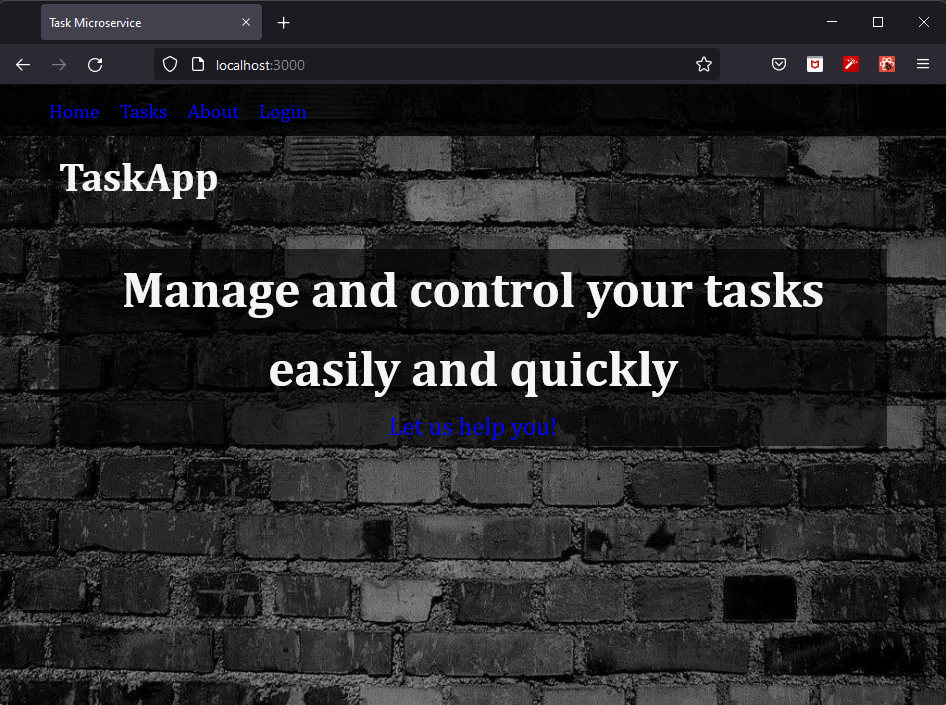 Task Microservice
localhost:3000
Home Tasks About Login
TaskApp
Manage and control your tasks
easily and quickly
Let us help you!